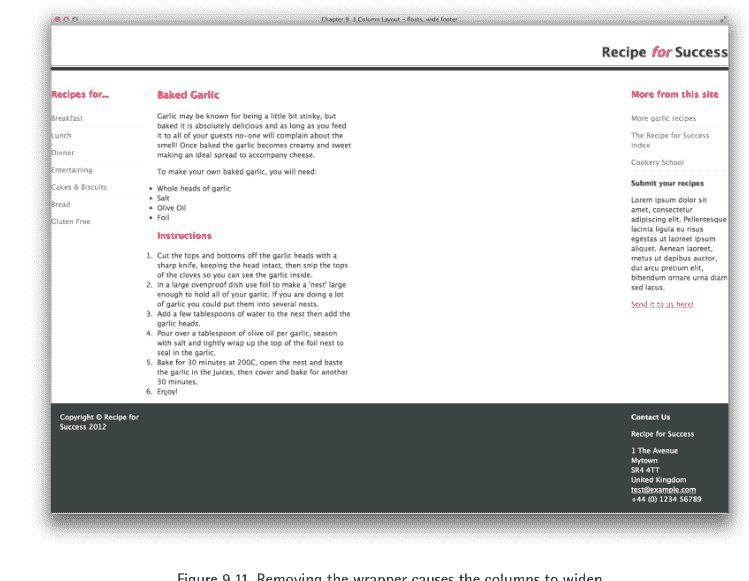 Chapter 9: 3 Column Layout - floats, wide footer
Recipe for Success
Recipes for...
Breakfast
Lunch
Dinner
Entertaining
Cakes & Biscuits
Bread
Gluten Free
Baked Garlic
Garlic may be known for being a little bit stinky, but
baked it is absolutely delicious and as long as you feed
it to all of your guests no-one will complain about the
smell! Once baked the garlic becomes creamy and sweet
making an ideal spread to accompany cheese.
To make your own baked garlic, you will need:
• Whole heads of garlic
• Salt
• Olive Oil
• Foil
Instructions
1. Cut the tops and bottoms off the garlic heads with a
sharp knife, keeping the head intact, then snip the tops
of the cloves so you can see the garlic inside.
2. In a large ovenproof dish use foil to make a 'nest' large
enough to hold all of your garlic. If you are doing a lot
of garlic you could put them into several nests.
3. Add a few tablespoons of water to the nest then add the
garlic heads.
4. Pour over a tablespoon of olive oil per garlic, season
with salt and tightly wrap up the top of the foil nest to
seal in the garlic.
5. Bake for 30 minutes at 200C, open the nest and baste
the garlic in the juices, then cover and bake for another
30 minutes.
6. Enjoy!
More from this site
More garlic recipes
The Recipe for Success
Index
Cookery School
Submit your recipes
Lorem ipsum dolor sit
amet, consectetur
adipiscing elit. Pellentesque
lacinia ligula eu risus
egestas ut laoreet ipsum
aliquet. Aenean laoreet,
metus ut dapibus auctor,
dui arcu pretium elit,
bibendum ornare urna diam
sed lacus.
Send it to us here!
Copyright © Recipe for
Success 2012
Contact Us
Recipe for Success
1 The Avenue
Mytown
SR4 4TT
United Kingdom
test@example.com
+44 (0) 1234 56789
Figure 9.11. Removing the wrapper causes the columns to widen